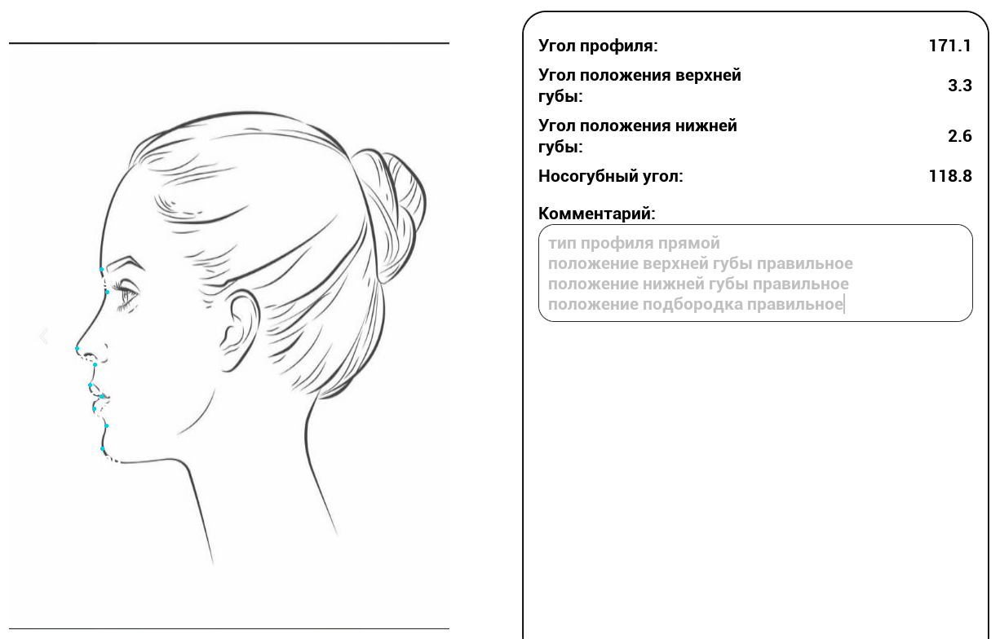 Угол профиля: 171.1
Угол положения верхней
губы: 3.3
Угол положения нижней
губы: 2.6
Носогубный угол: 118.8
Комментарий:
тип профиля прямой
положение верхней губы правильное
положение нижней губы правильное
положение подбородка правильное